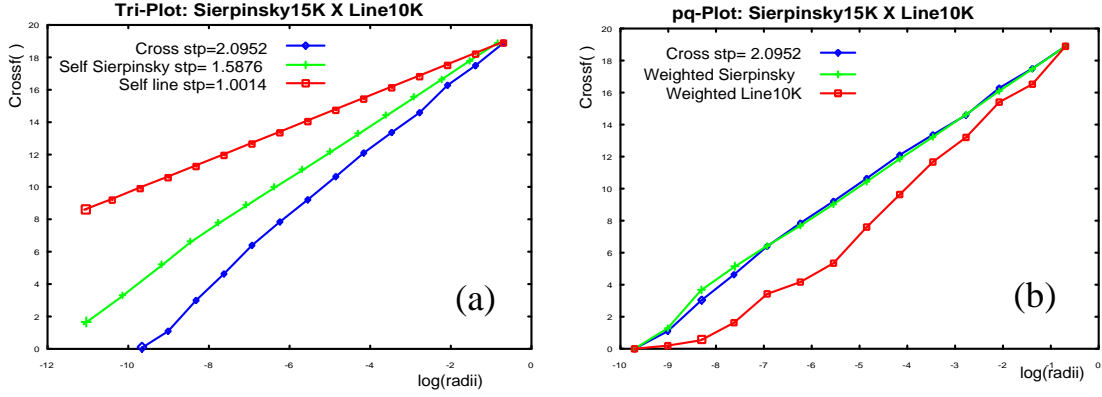 Tri-Plot: Sierpinsky15K X Line10K
Crossf( )
20
18
16
14
12
10
8
6
4
2
0
-12
-10
-8
-6
-4
-2
0
log(radii)
Cross stp=2.0952
Self Sierpinsky stp= 1.5876
Self line stp=1.0014
(a)
pq-Plot: Sierpinsky15K X Line10K
Crossf( )
20
18
16
14
12
10
8
6
4
2
0
-10
-9
-8
-7
-6
-5
-4
-3
-2
-1
0
log(radii)
Cross stp= 2.0952
Weighted Sierpinsky
Weighted Line10K
(b)